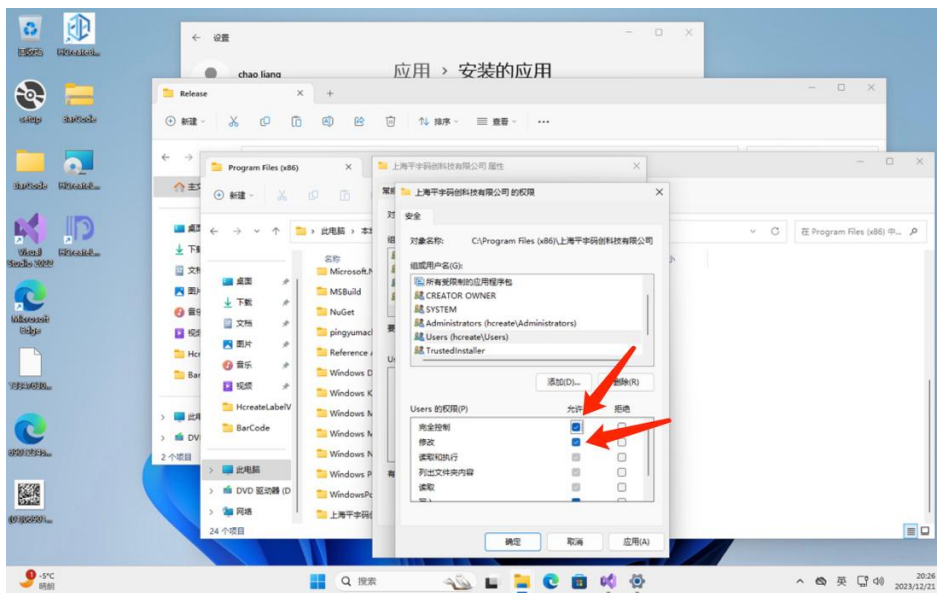 设置
chao liang
应用 › 安装的应用
Release
新建
排序
查看
Program Files (x86)
新建
上海平宇码创科技有限公司 属性
上海平宇码创科技有限公司 的权限
安全
对象名称: C:\Program Files (x86)\上海平宇码创科技有限公司
组或用户名(G):
所有受限制的应用程序包
CREATOR OWNER
SYSTEM
Administrators (hcreate\Administrators)
Users (hcreate\Users)
TrustedInstaller
添加(D)...
删除(R)
Users 的权限(P)
允许
拒绝
完全控制
修改
读取和执行
列出文件夹内容
读取
确定
取消
应用(A)
此电脑
在 Program Files (x86) 中...
名称
Microsoft.N
MSBuild
NuGet
pingyumac
Reference
Windows D
Windows K
Windows M
Windows M
Windows N
Windows P
WindowsPo
上海平宇码
桌面
下载
文档
图片
音乐
视频
HcreateLabelV
BarCode
此电脑
DVD 驱动器 (D
网络
24 个项目
2 个项目
回收站
setup
BarCode
BarCode
Visual Studio 2022
Microsoft Edge
-5°C
晴朗
搜索
英
20:26
2023/12/21